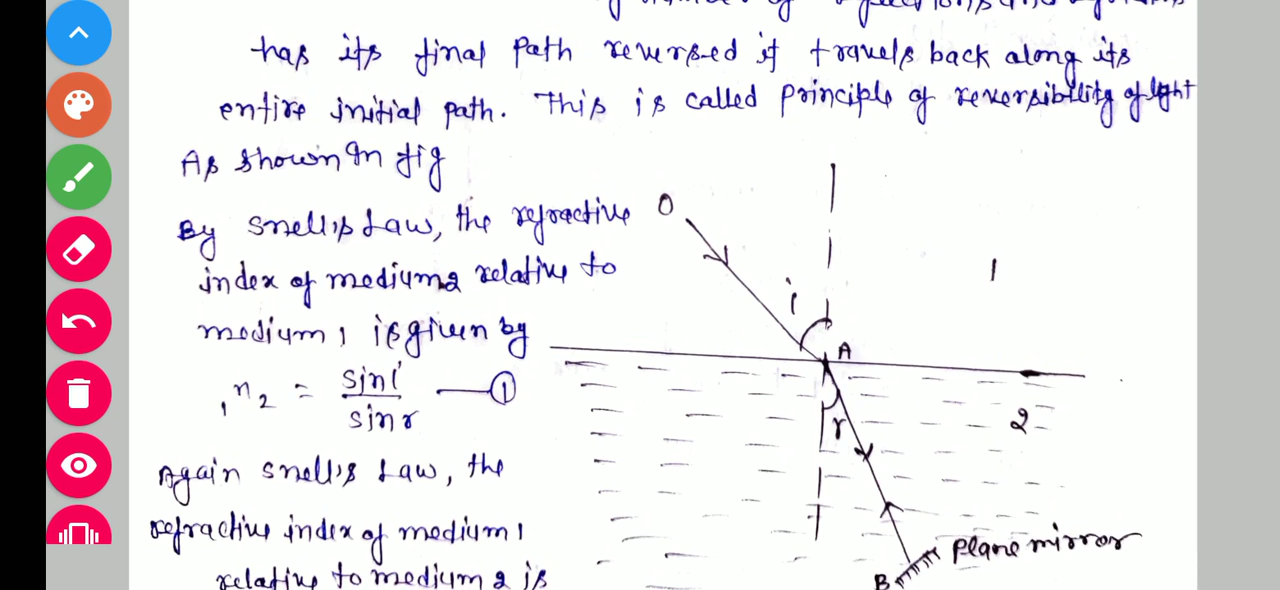 has its final path reversed it travels back along its
entire initial path. This is called principle of reversibility of light
As shown in fig
By snell's Law, the refractive
index of medium 2 relative to
medium 1 is given by
₁n₂ = sin i / sin r —①
Again snell's Law, the
refractive index of medium 1
relative to medium 2 is
O
i
1
A
r
2
B
plane mirror